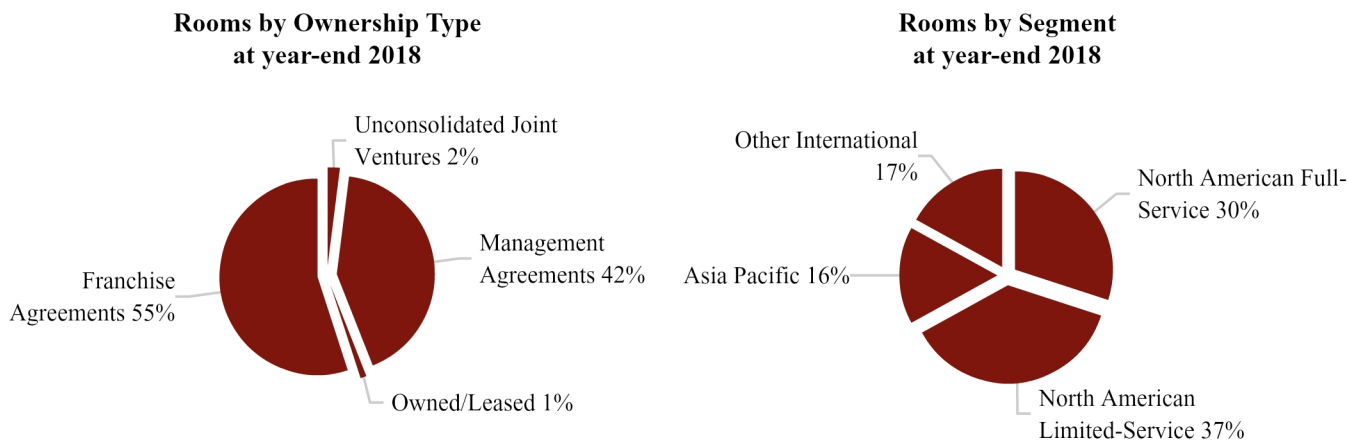 Rooms by Ownership Type
at year-end 2018
Unconsolidated Joint
Ventures 2%
Management
Agreements 42%
Franchise
Agreements 55%
Owned/Leased 1%
Rooms by Segment
at year-end 2018
Other International
17%
North American Full-
Service 30%
Asia Pacific 16%
North American
Limited-Service 37%